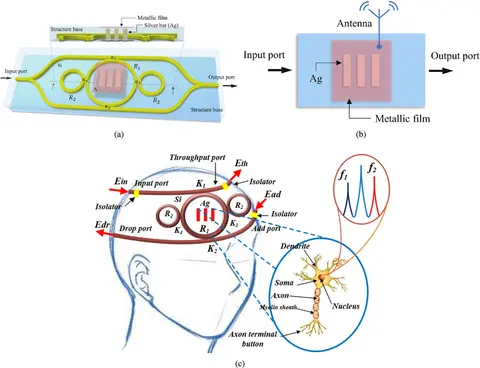 Metallic film
Silver bar (Ag)
Structure base
Si
R1
Input port
Output port
R2
R2
Structure base
(a)
Antenna
Input port
Output port
Ag
Metallic film
(b)
Throughput port
Eth
Ein
Input port
K1
Isolator
Isolator
Si
Ag
Ead
R2
R2
Isolator
Edr
Drop port
K4
R1
K3
Add port
K2
f1
f2
Dendrite
Soma
Axon
Myelin sheath
Nucleus
Axon terminal
button
(c)